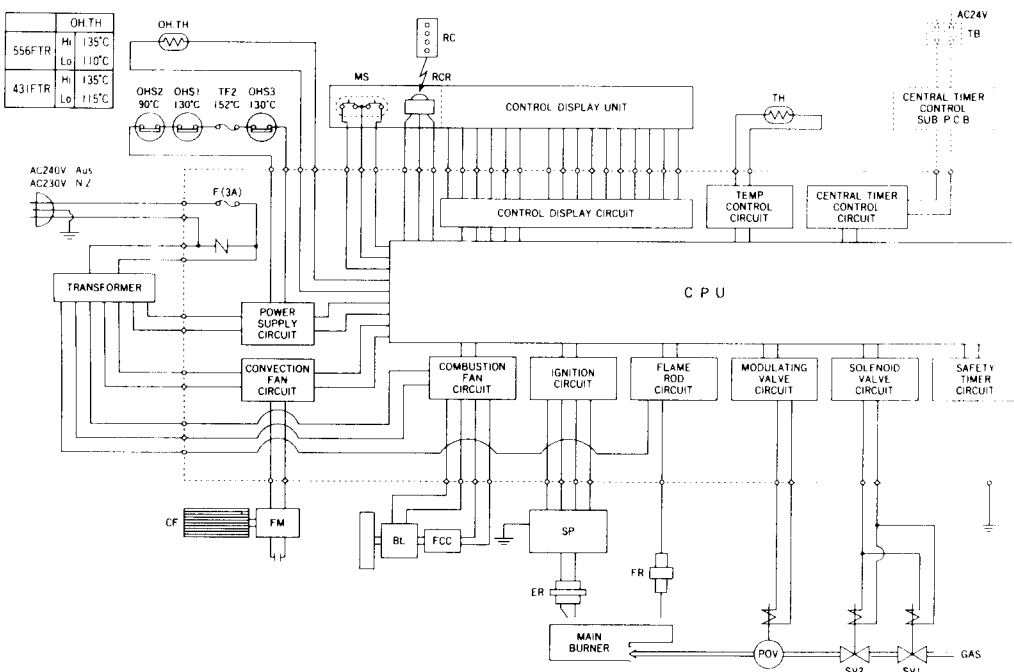 OH.TH
556FTR Hi 135°C
Lo 110°C
431FTR Hi 135°C
Lo 115°C
OH.TH
RC
MS
RCR
AC24V
TB
OHS2 OHS1 TF2 OHS3
90°C 130°C 152°C 130°C
CONTROL DISPLAY UNIT
TH
CENTRAL TIMER
CONTROL
SUB P C B
AC240V Aus
AC230V N Z
F(3A)
CONTROL DISPLAY CIRCUIT
TEMP
CONTROL
CIRCUIT
CENTRAL TIMER
CONTROL
CIRCUIT
N
TRANSFORMER
C P U
POWER
SUPPLY
CIRCUIT
CONVECTION
FAN
CIRCUIT
COMBUSTION
FAN
CIRCUIT
IGNITION
CIRCUIT
FLAME
ROD
CIRCUIT
MODULATING
VALVE
CIRCUIT
SOLENOID
VALVE
CIRCUIT
SAFETY
TIMER
CIRCUIT
CF
FM
BL
FCC
SP
FR
ER
MAIN
BURNER
POV
GAS
SV2
SV1